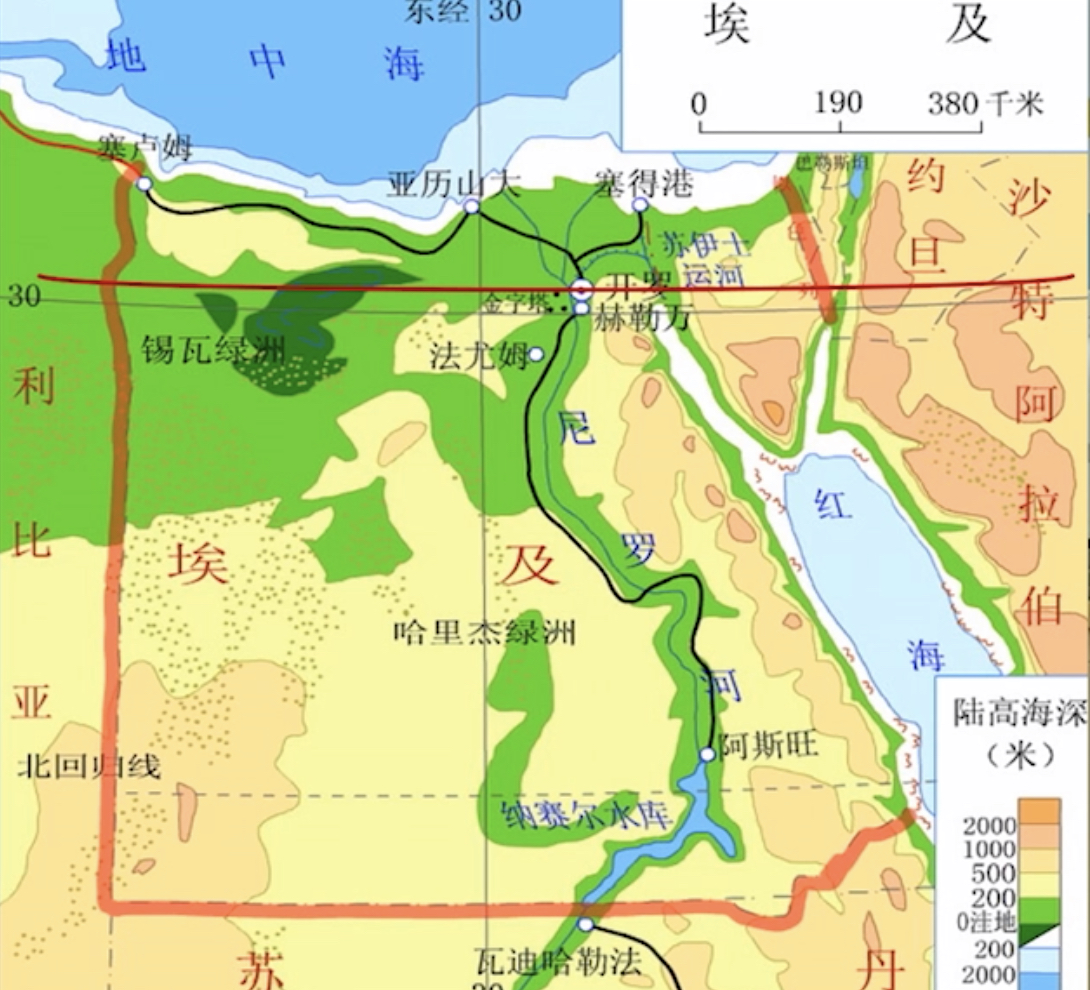 东经 30
埃 及
地 中 海
0 190 380 千米
塞卢姆
巴勒斯坦
亚历山大
塞得港
约旦
沙特阿拉伯
苏伊士
运河
30
开罗
金字塔
赫勒万
锡瓦绿洲
法尤姆
利比亚
尼罗河
红海
埃 及
哈里杰绿洲
阿斯旺
陆高海深
(米)
北回归线
纳赛尔水库
2000
1000
500
200
0洼地
200
2000
瓦迪哈勒法
苏 丹